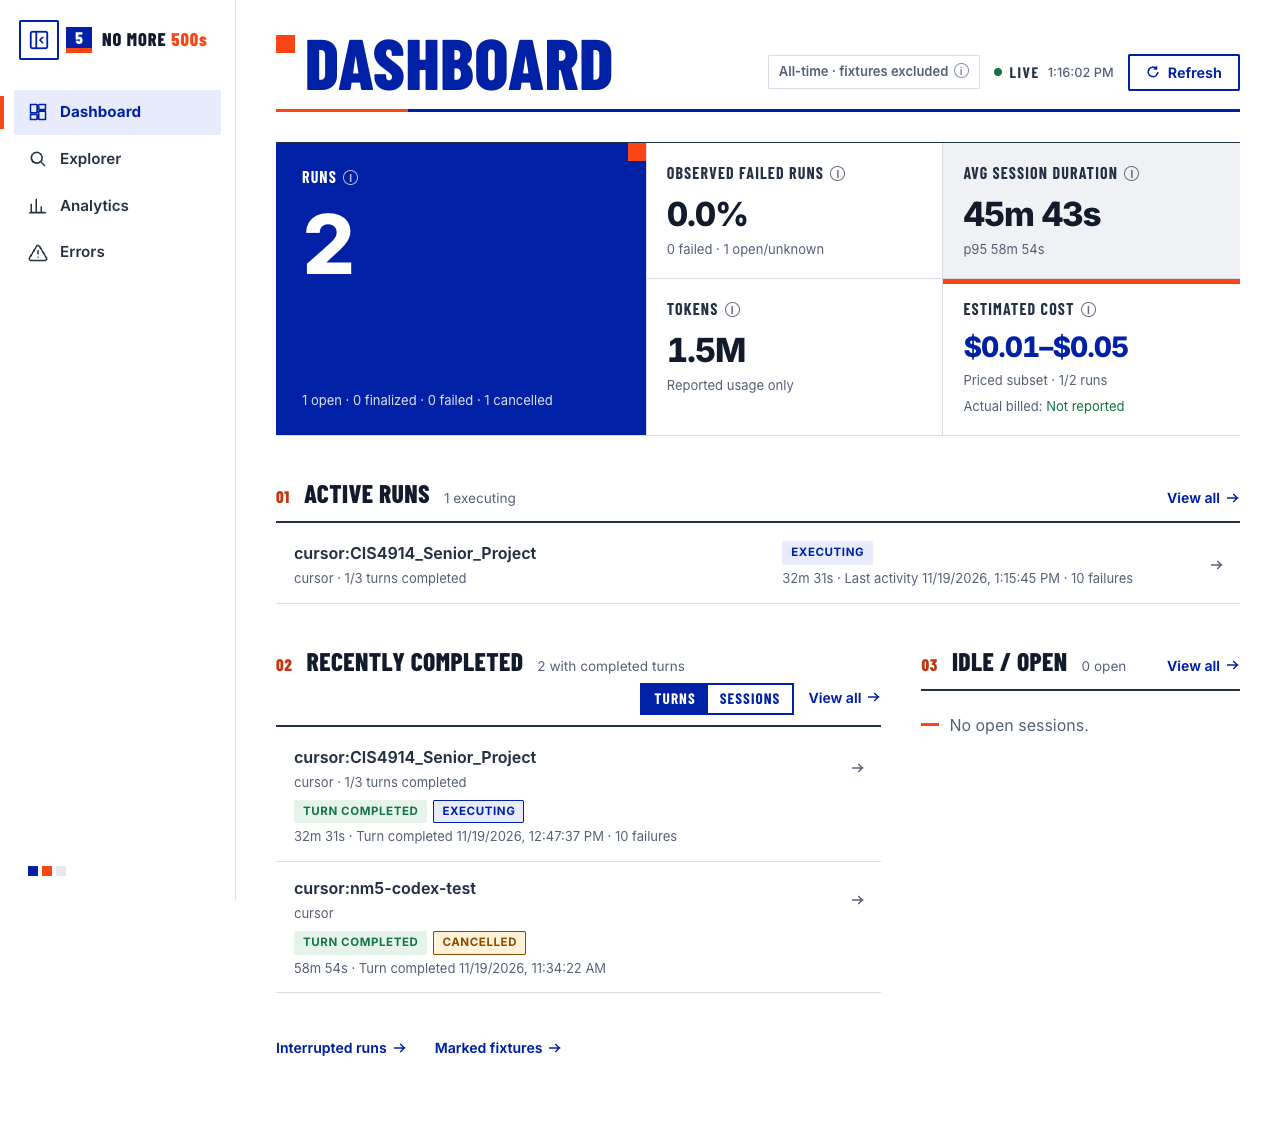 5 NO MORE 500s
Dashboard
Explorer
Analytics
Errors
DASHBOARD
All-time · fixtures excluded
LIVE 1:16:02 PM
Refresh
RUNS
2
1 open · 0 finalized · 0 failed · 1 cancelled
OBSERVED FAILED RUNS
0.0%
0 failed · 1 open/unknown
AVG SESSION DURATION
45m 43s
p95 58m 54s
TOKENS
1.5M
Reported usage only
ESTIMATED COST
$0.01–$0.05
Priced subset · 1/2 runs
Actual billed: Not reported
01 ACTIVE RUNS 1 executing View all →
cursor:CIS4914_Senior_Project
cursor · 1/3 turns completed
EXECUTING
32m 31s · Last activity 11/19/2026, 1:15:45 PM · 10 failures
→
02 RECENTLY COMPLETED 2 with completed turns
TURNS SESSIONS View all →
cursor:CIS4914_Senior_Project
cursor · 1/3 turns completed
TURN COMPLETED EXECUTING
32m 31s · Turn completed 11/19/2026, 12:47:37 PM · 10 failures
→
cursor:nm5-codex-test
cursor
TURN COMPLETED CANCELLED
58m 54s · Turn completed 11/19/2026, 11:34:22 AM
→
03 IDLE / OPEN 0 open View all →
No open sessions.
Interrupted runs → Marked fixtures →